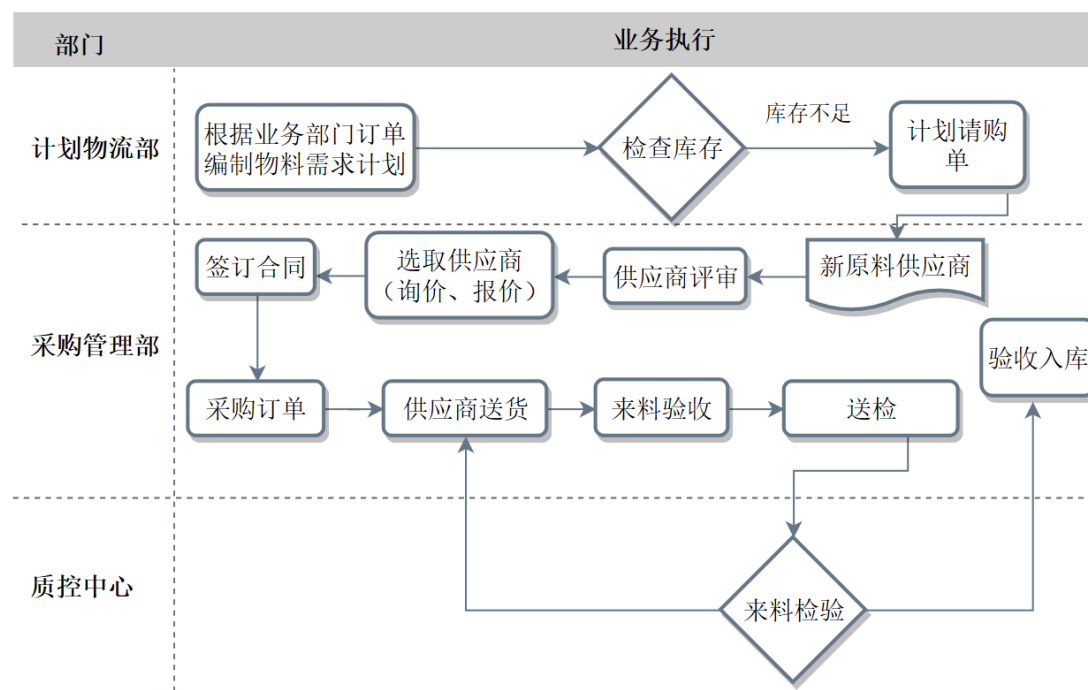 部门
业务执行
计划物流部
根据业务部门订单
编制物料需求计划
检查库存
库存不足
计划请购
单
采购管理部
签订合同
选取供应商
（询价、报价）
供应商评审
新原料供应商
验收入库
采购订单
供应商送货
来料验收
送检
质控中心
来料检验